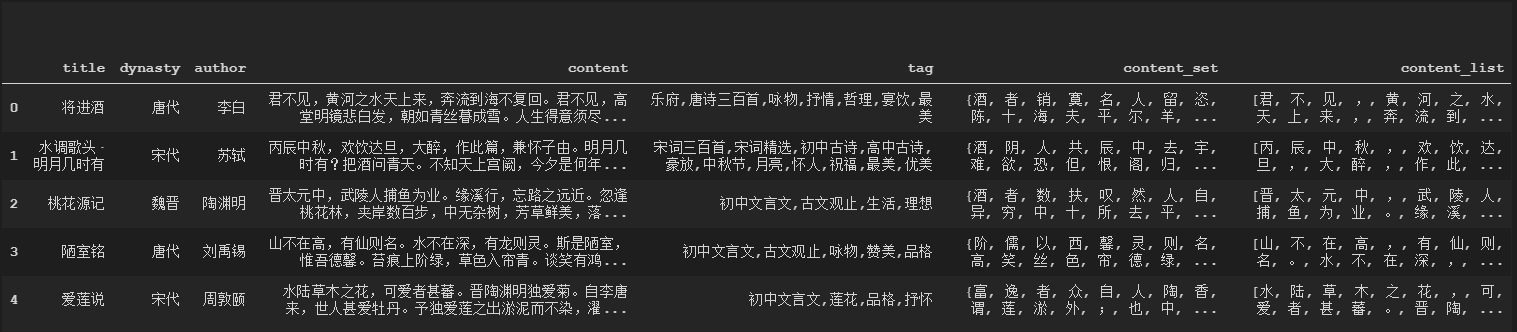 title dynasty author content tag content_set content_list
0 将进酒 唐代 李白 君不见，黄河之水天上来，奔流到海不复回。君不见，高 乐府,唐诗三百首,咏物,抒情,哲理,宴饮,最 {酒, 者, 销, 寞, 名, 人, 留, 恣, [君, 不, 见, ，, 黄, 河, 之, 水,
堂明镜悲白发，朝如青丝暮成雪。人生得意须尽... 美 陈, 十, 海, 夫, 平, 尔, 羊, ... 天, 上, 来, ，, 奔, 流, 到, ...
1 水调歌头· 宋代 苏轼 丙辰中秋，欢饮达旦，大醉，作此篇，兼怀子由。明月几 宋词三百首,宋词精选,初中古诗,高中古诗, {酒, 阴, 人, 共, 辰, 中, 去, 宇, [丙, 辰, 中, 秋, ，, 欢, 饮, 达,
明月几时有 时有？把酒问青天。不知天上宫阙，今夕是何年... 豪放,中秋节,月亮,怀人,祝福,最美,优美 难, 欲, 恐, 但, 恨, 阁, 归, ... 旦, ，, 大, 醉, ，, 作, 此, ...
2 桃花源记 魏晋 陶渊明 晋太元中，武陵人捕鱼为业。缘溪行，忘路之远近。忽逢 初中文言文,古文观止,生活,理想 {酒, 者, 数, 扶, 叹, 然, 人, 自, [晋, 太, 元, 中, ，, 武, 陵, 人,
桃花林，夹岸数百步，中无杂树，芳草鲜美，落... 异, 穷, 中, 十, 所, 去, 平, ... 捕, 鱼, 为, 业, 。, 缘, 溪, ...
3 陋室铭 唐代 刘禹锡 山不在高，有仙则名。水不在深，有龙则灵。斯是陋室， 初中文言文,古文观止,咏物,赞美,品格 {阶, 儒, 以, 西, 馨, 灵, 则, 名, [山, 不, 在, 高, ，, 有, 仙, 则,
惟吾德馨。苔痕上阶绿，草色入帘青。谈笑有鸿... 高, 笑, 丝, 色, 帘, 德, 绿, ... 名, 。, 水, 不, 在, 深, ，, ...
4 爱莲说 宋代 周敦颐 水陆草木之花，可爱者甚蕃。晋陶渊明独爱菊。自李唐 初中文言文,莲花,品格,抒怀 {富, 逸, 者, 众, 自, 人, 陶, 香, [水, 陆, 草, 木, 之, 花, ，, 可,
来，世人甚爱牡丹。予独爱莲之出淤泥而不染，濯... 谓, 莲, 淤, 外, ；, 也, 中, ... 爱, 者, 甚, 蕃, 。, 晋, 陶, ...